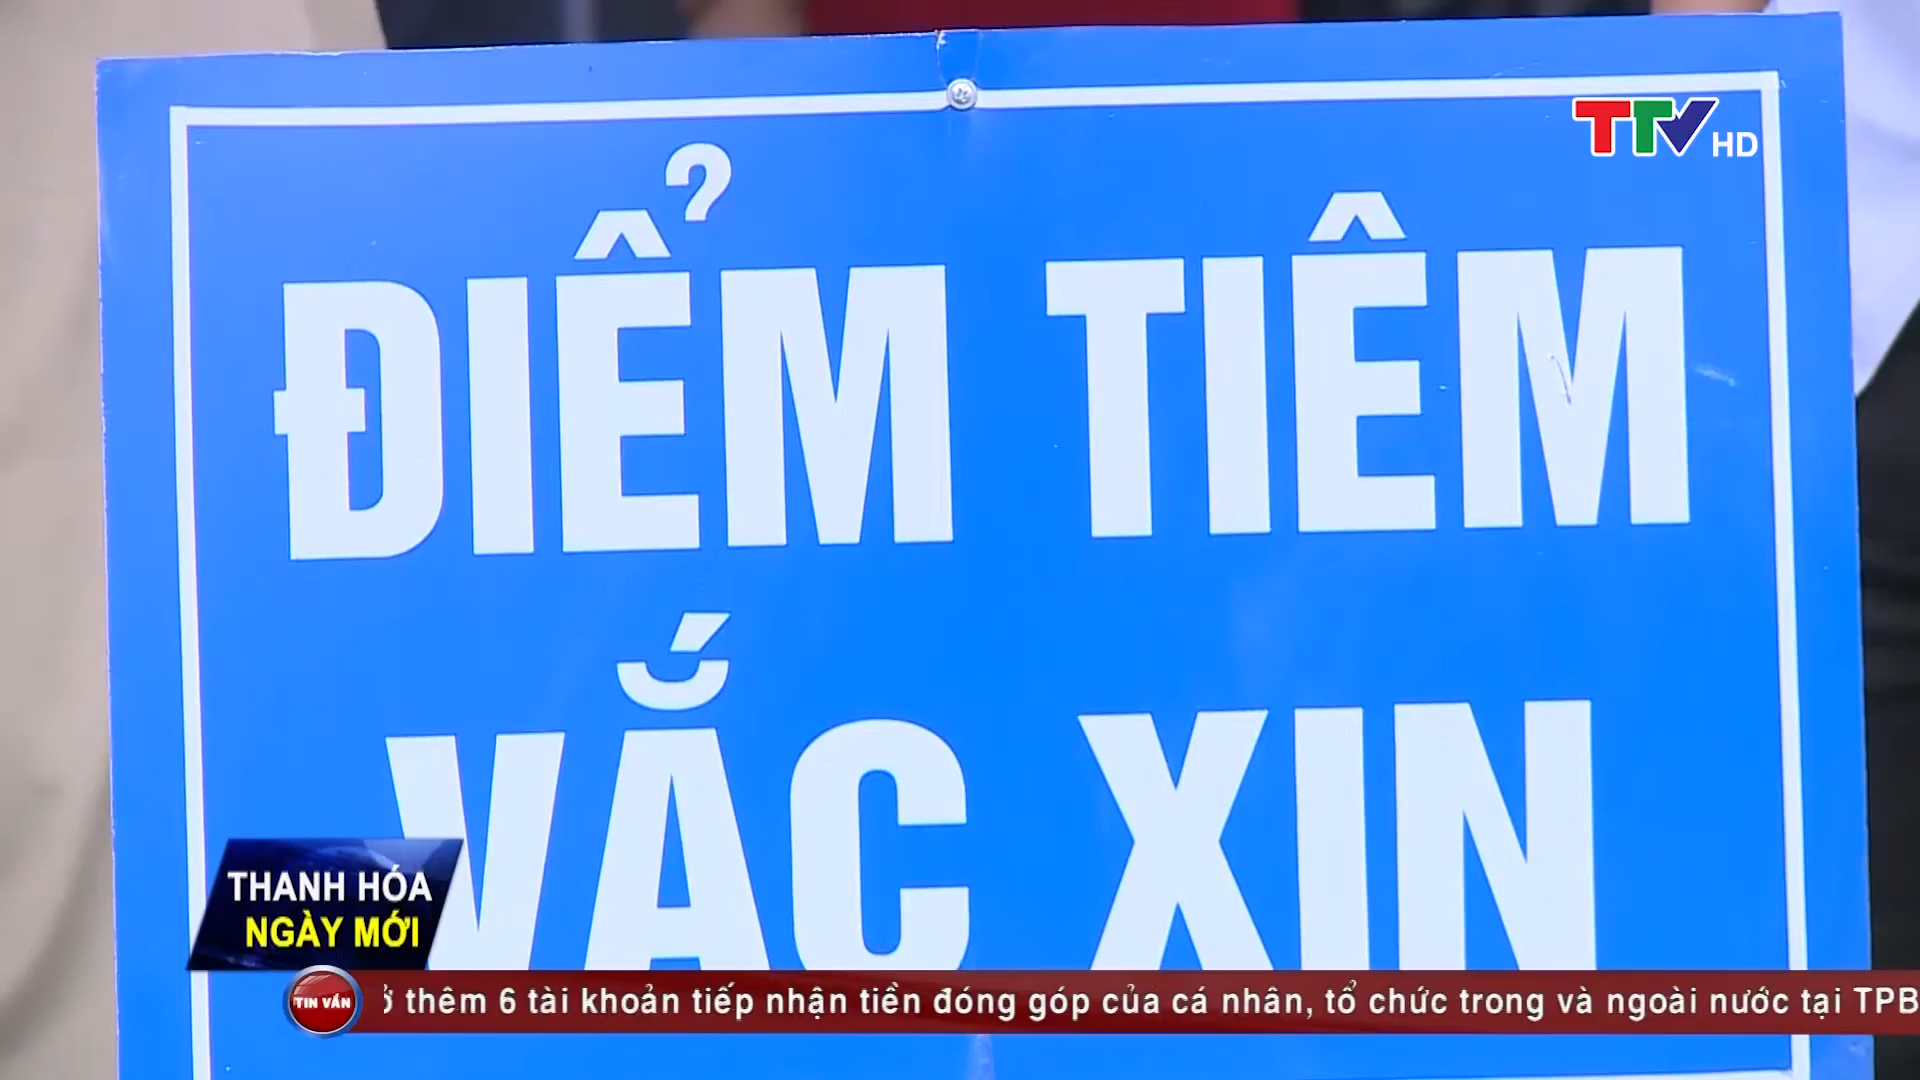 TTV HD
ĐIỂM TIÊM
VẮC XIN
THANH HÓA
NGÀY MỚI
TIN VẮN
thêm 6 tài khoản tiếp nhận tiền đóng góp của cá nhân, tổ chức trong và ngoài nước tại TPB